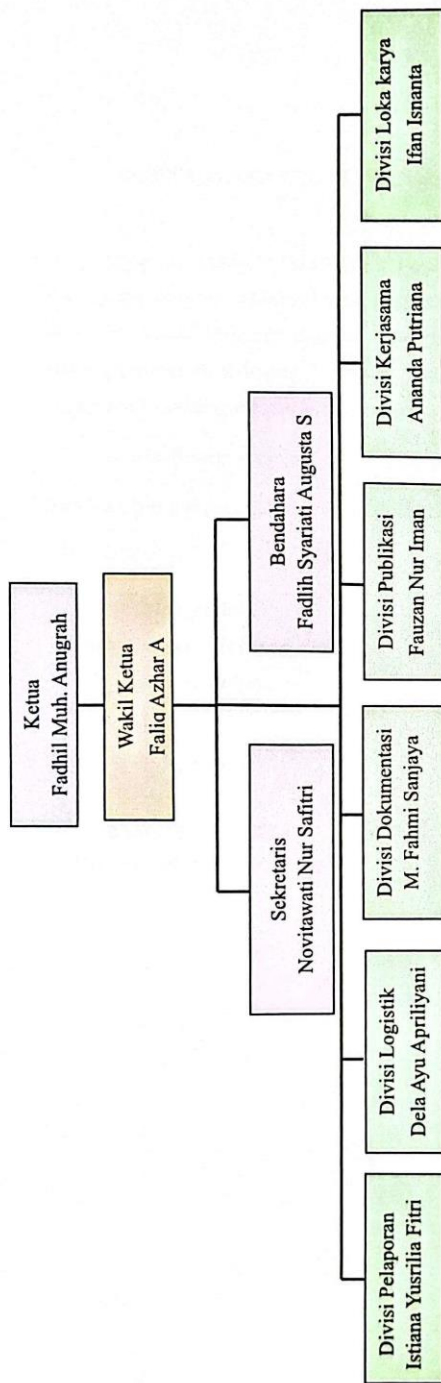 Ketua
Fadhil Muh. Anugrah
Wakil Ketua
Faliq Azhar A
Sekretaris
Novitawati Nur Safitri
Bendahara
Fadlih Syariati Augusta S
Divisi Pelaporan
Istiana Yusrilia Fitri
Divisi Logistik
Dela Ayu Apriliyani
Divisi Dokumentasi
M. Fahmi Sanjaya
Divisi Publikasi
Fauzan Nur Iman
Divisi Kerjasama
Ananda Putriana
Divisi Loka karya
Ifan Isnanta